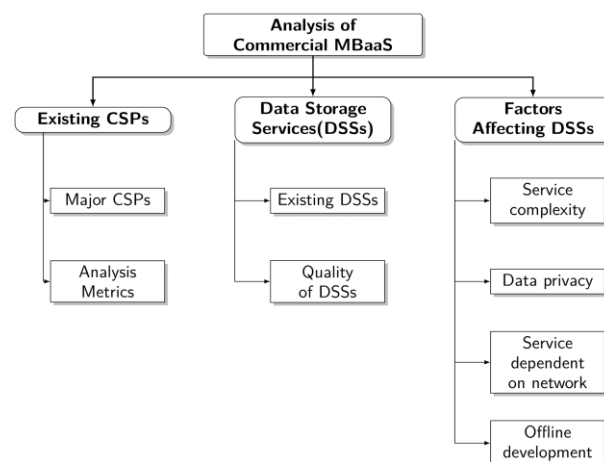 Analysis of
Commercial MBaaS
Existing CSPs
Data Storage
Services(DSSs)
Factors
Affecting DSSs
Major CSPs
Analysis
Metrics
Existing DSSs
Quality
of DSSs
Service
complexity
Data privacy
Service
dependent
on network
Offline
development